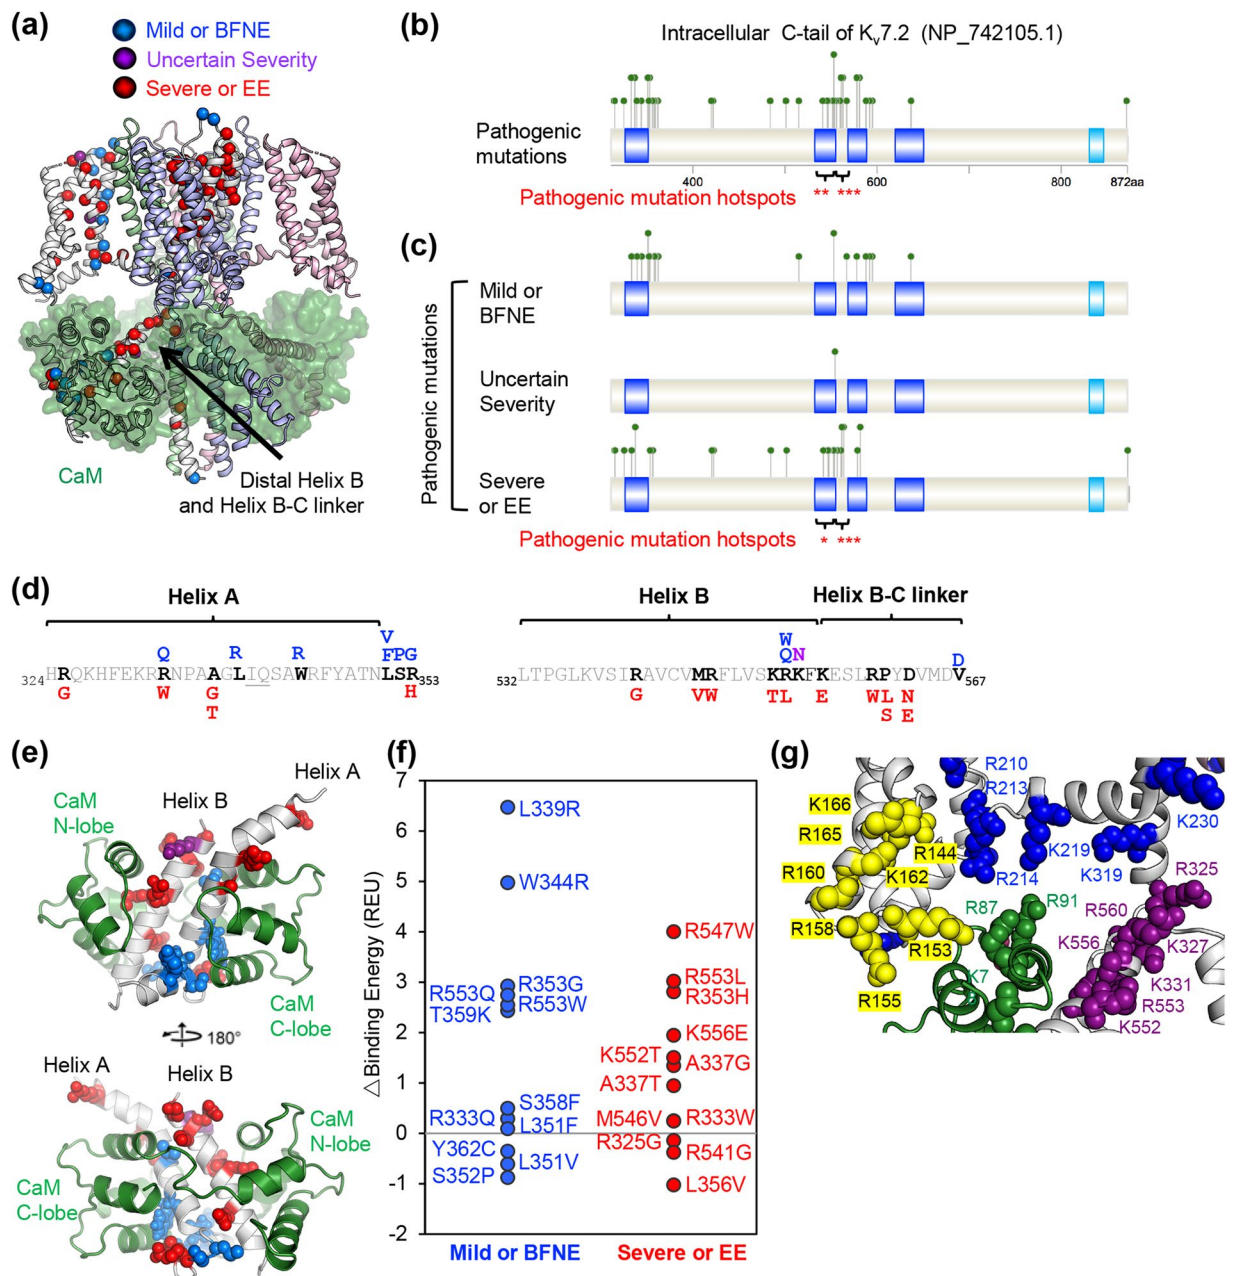 (a)
Mild or BFNE
Uncertain Severity
Severe or EE
CaM
Distal Helix B
and Helix B-C linker
(b)
Intracellular C-tail of Kv7.2 (NP_742105.1)
Pathogenic
mutations
400
600
800
872aa
Pathogenic mutation hotspots
** ***
(c)
Pathogenic mutations
Mild or
BFNE
Uncertain
Severity
Severe
or EE
Pathogenic mutation hotspots
* ***
(d)
Helix A
Helix B
Helix B-C linker
V
Q R R FPG
324HRQKHFEKRRNPAAGLIQSAWRFYATNLSR353
G W G H
T
W
QN D
532LTPGLKVSIRAVCVMRFLVSKRKFKESLRPYDVMDV567
G VW TL E WL N
S E
(e)
Helix A
Helix B
CaM
N-lobe
CaM
C-lobe
180°
Helix A
Helix B
CaM
N-lobe
CaM
C-lobe
(f)
△Binding Energy (REU)
7
6
5
4
3
2
1
0
-1
-2
L339R
W344R
R353G
R553Q
R553W
T359K
S358F
R333Q
L351F
Y362C
L351V
S352P
R547W
R553L
R353H
K556E
K552T
A337G
A337T
M546V
R333W
R325G
R541G
L356V
Mild or BFNE
Severe or EE
(g)
R210
R213
K166
R165
R144
K230
R160
K162
R214
K219
K319
R325
R87
R91
R560
R158
R153
K556
K327
K7
K331
R155
R553
K552